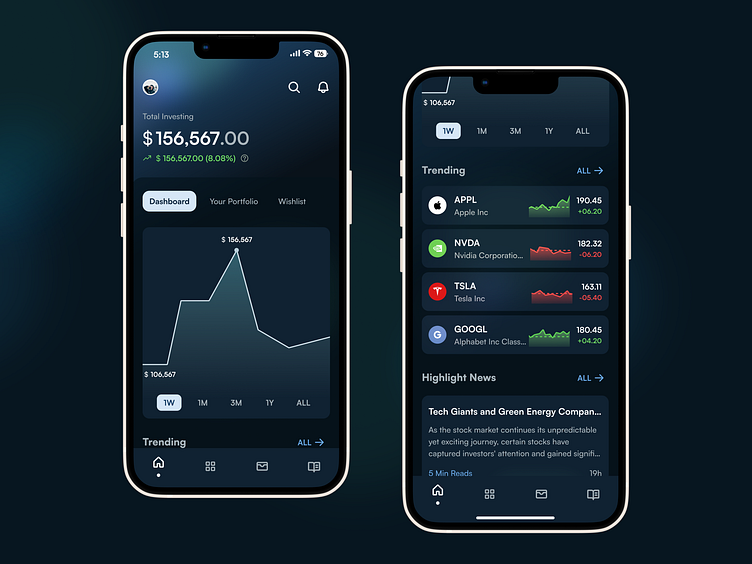 5:13
76
Total Investing
$156,567.00
$ 156,567.00 (8.08%)
Dashboard
Your Portfolio
Wishlist
$ 156,567
$ 106,567
1W
1M
3M
1Y
ALL
Trending
ALL
$ 106,567
1W
1M
3M
1Y
ALL
Trending
ALL
APPL
Apple Inc
190.45
+06.20
NVDA
Nvidia Corporatio...
182.32
-06.20
TSLA
Tesla Inc
163.11
-05.40
G
GOOGL
Alphabet Inc Class...
180.45
+04.20
Highlight News
ALL
Tech Giants and Green Energy Compan...
As the stock market continues its unpredictable
yet exciting journey, certain stocks have
captured investors' attention and gained signifi...
5 Min Reads
19h